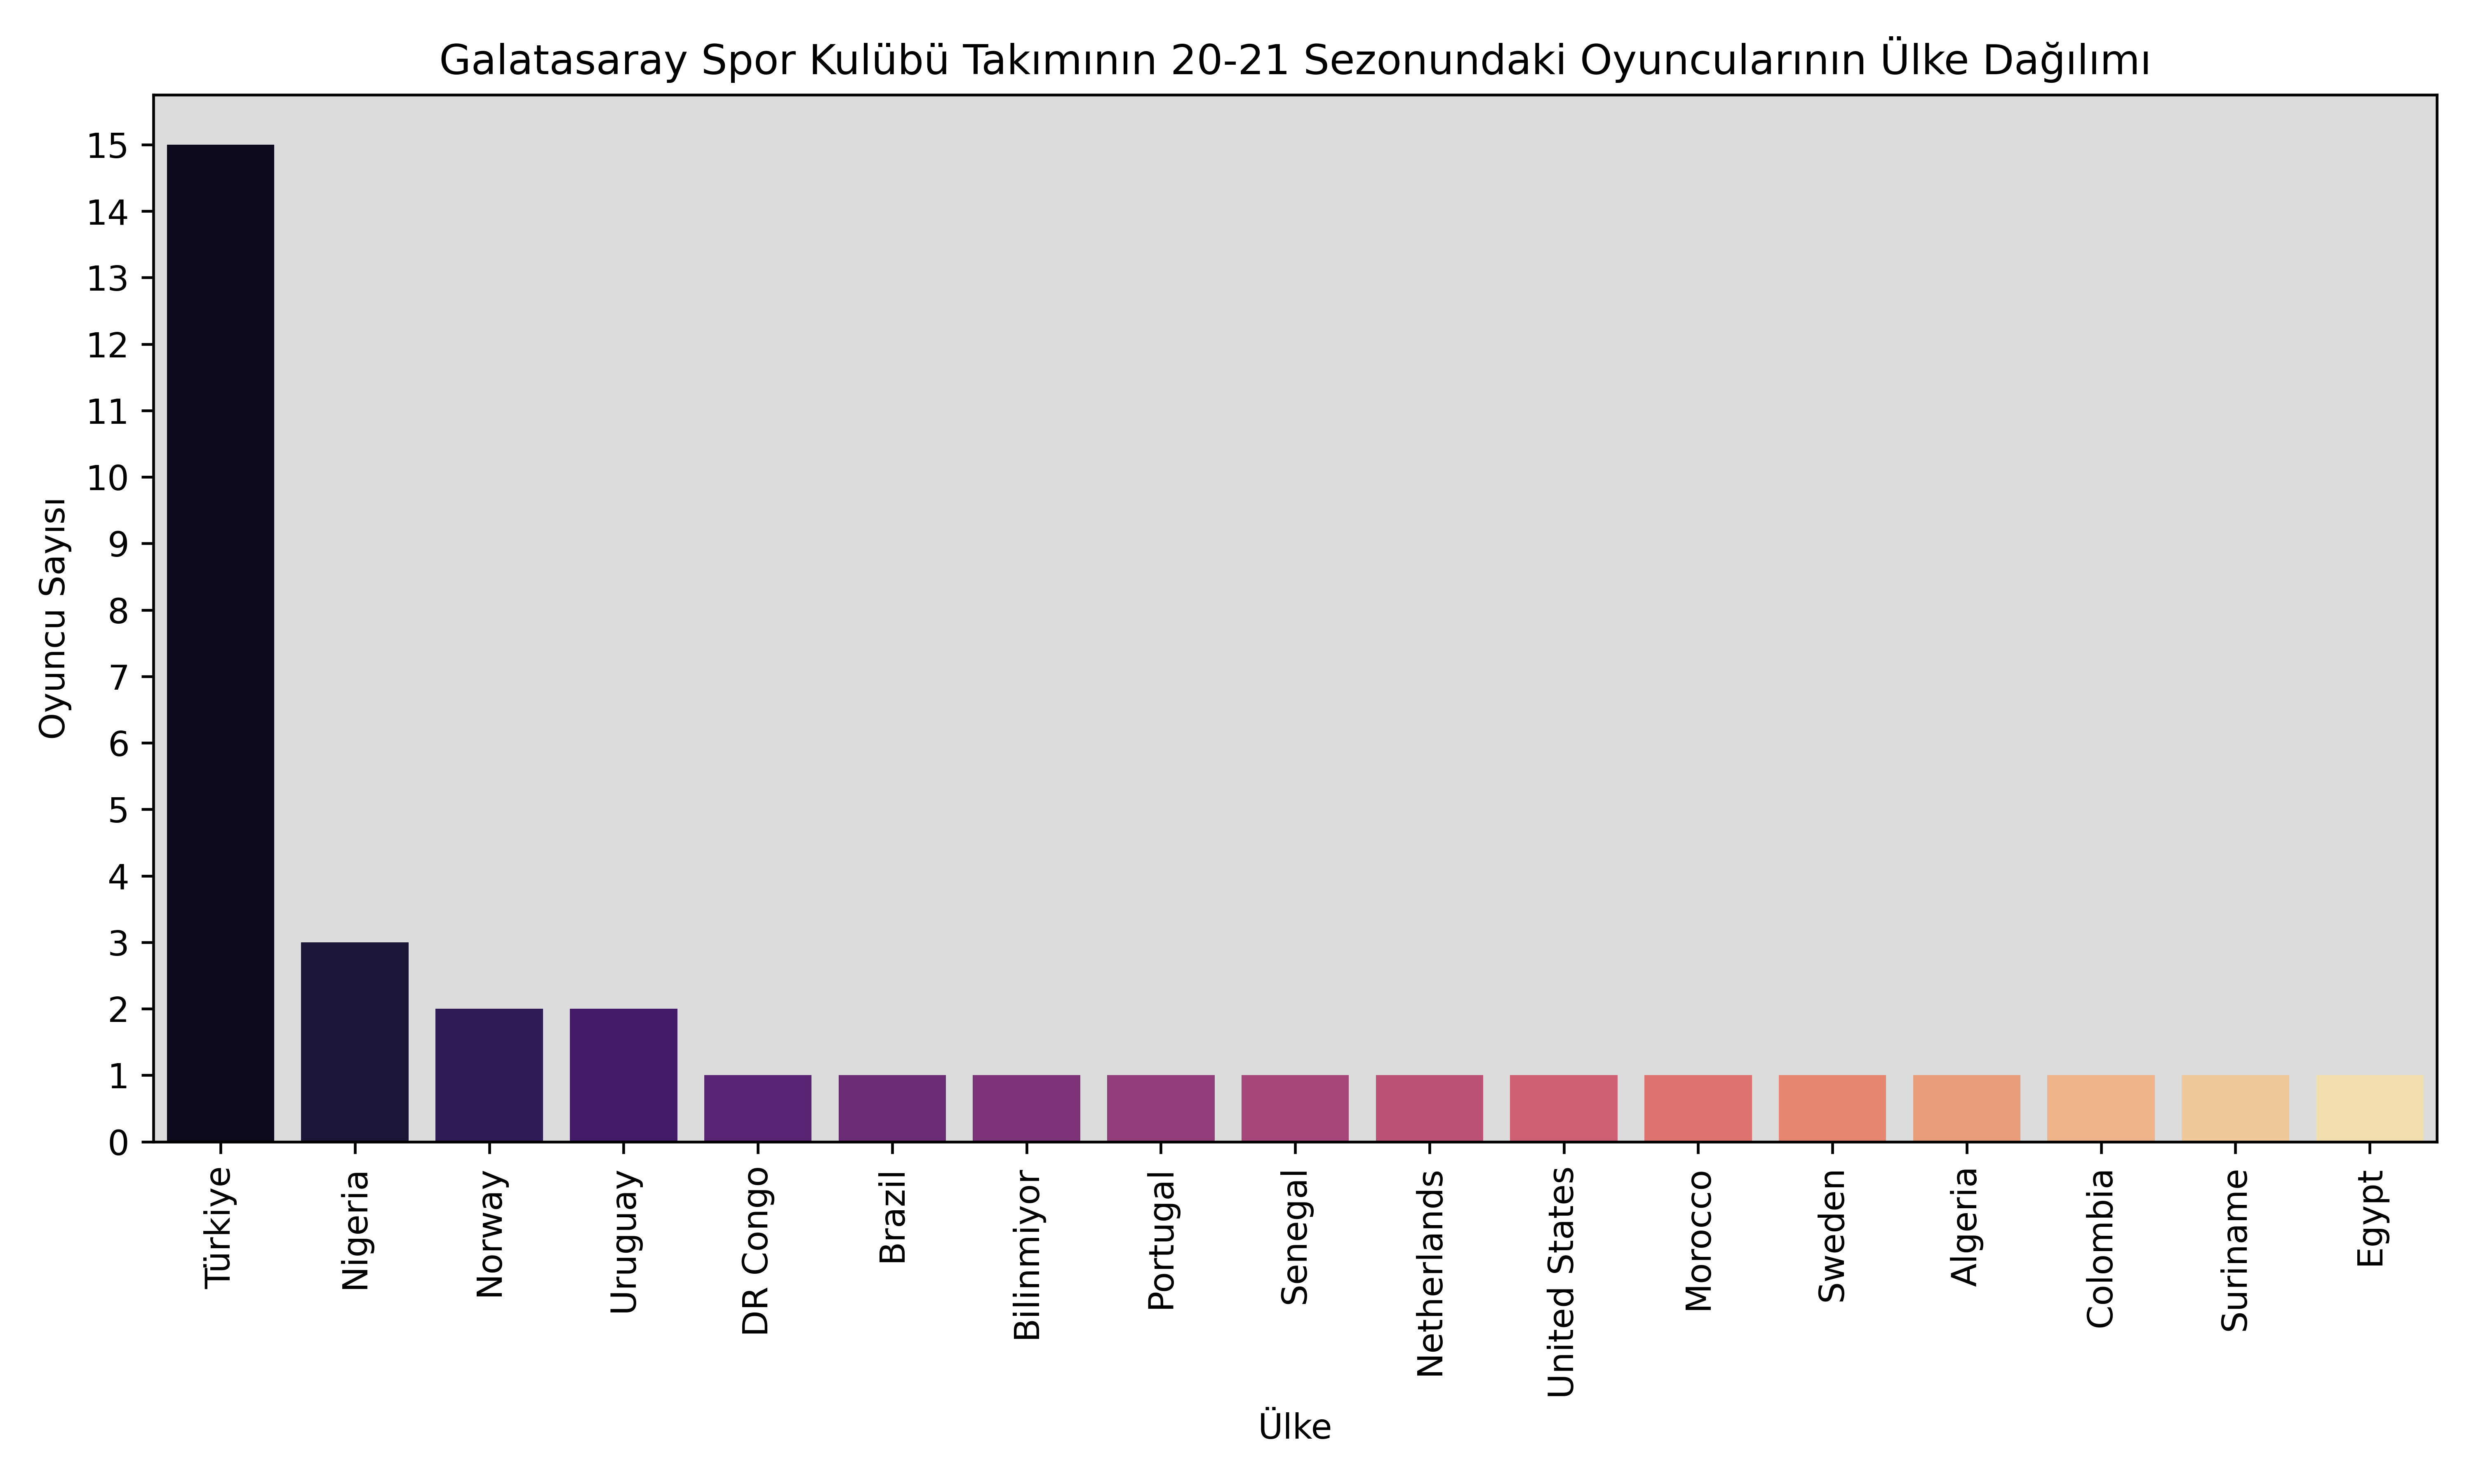 Galatasaray Spor Kulübü Takımının 20-21 Sezonundaki Oyuncularının Ülke Dağılımı
Oyuncu Sayısı
15
14
13
12
11
10
9
8
7
6
5
4
3
2
1
0
Türkiye
Nigeria
Norway
Uruguay
DR Congo
Brazil
Bilinmiyor
Portugal
Senegal
Netherlands
United States
Morocco
Sweden
Algeria
Colombia
Suriname
Egypt
Ülke